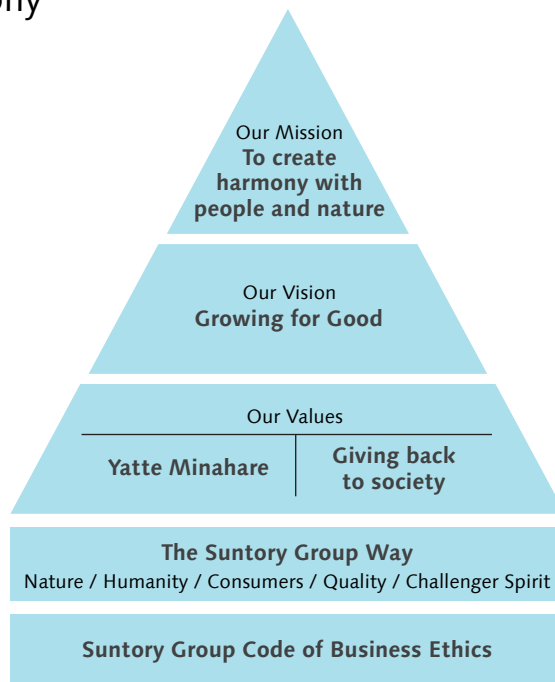 Our Mission
To create
harmony with
people and nature
Our Vision
Growing for Good
Our Values
Yatte Minahare
Giving back
to society
The Suntory Group Way
Nature / Humanity / Consumers / Quality / Challenger Spirit
Suntory Group Code of Business Ethics